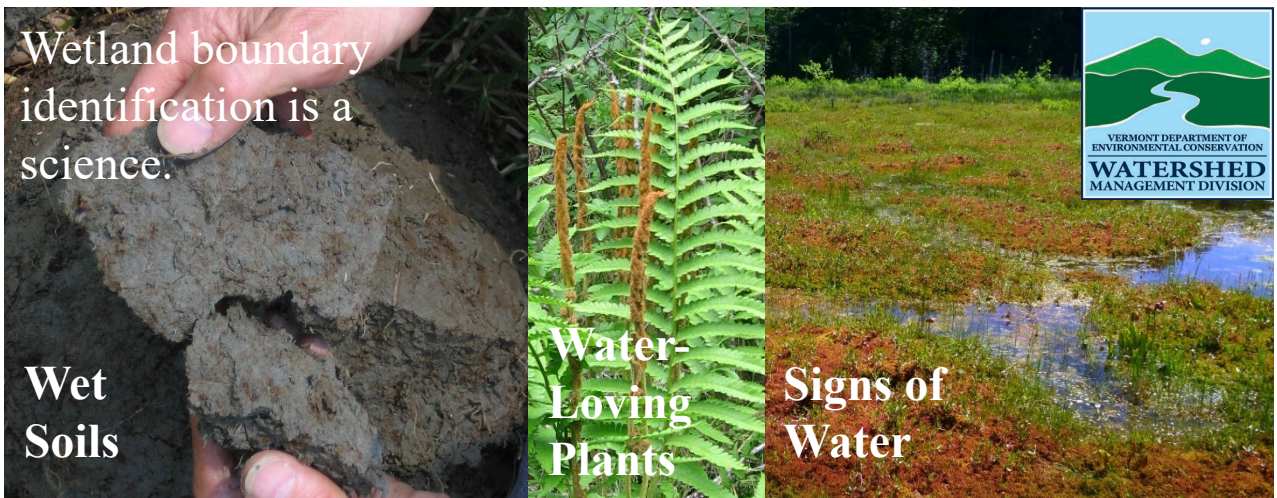 Wetland boundary
identification is a
science.
Wet
Soils
Water-
Loving
Plants
Signs of
Water
VERMONT DEPARTMENT OF
ENVIRONMENTAL CONSERVATION
WATERSHED
MANAGEMENT DIVISION